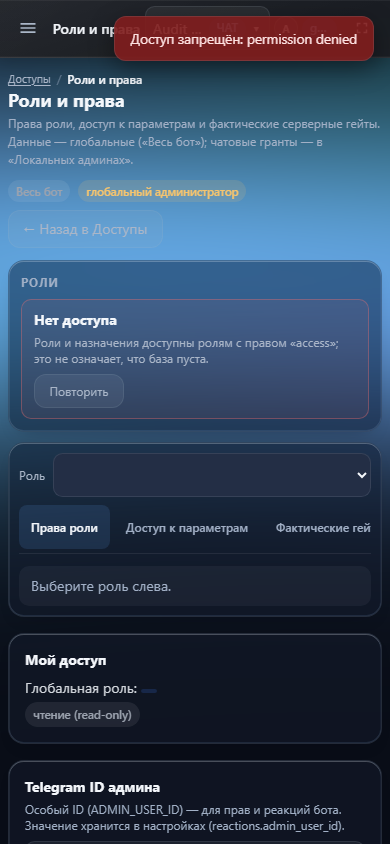 Роли и права
Доступ запрещён: permission denied
Доступы / Роли и права
Роли и права
Права роли, доступ к параметрам и фактические серверные гейты.
Данные — глобальные («Весь бот»); чатовые гранты — в
«Локальных админах».
Весь бот глобальный администратор
← Назад в Доступы
РОЛИ
Нет доступа
Роли и назначения доступны ролям с правом «access»;
это не означает, что база пуста.
Повторить
Роль
Права роли Доступ к параметрам Фактические гей
Выберите роль слева.
Мой доступ
Глобальная роль:
чтение (read-only)
Telegram ID админа
Особый ID (ADMIN_USER_ID) — для прав и реакций бота.
Значение хранится в настройках (reactions.admin_user_id).